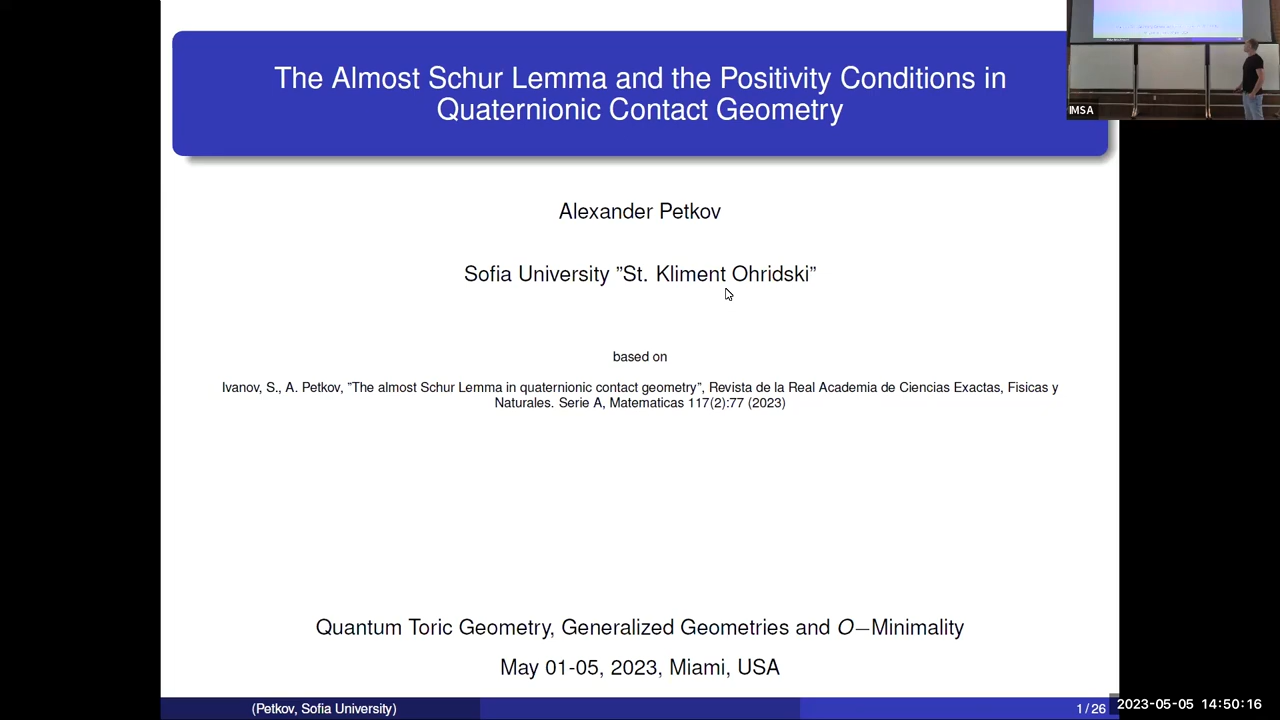 The Almost Schur Lemma and the Positivity Conditions in
Quaternionic Contact Geometry
IMSA
Alexander Petkov
Sofia University ”St. Kliment Ohridski”
based on
Ivanov, S., A. Petkov, ”The almost Schur Lemma in quaternionic contact geometry”, Revista de la Real Academia de Ciencias Exactas, Fisicas y
Naturales. Serie A, Matematicas 117(2):77 (2023)
Quantum Toric Geometry, Generalized Geometries and O−Minimality
May 01-05, 2023, Miami, USA
(Petkov, Sofia University)
1 / 26
2023-05-05 14:50:16